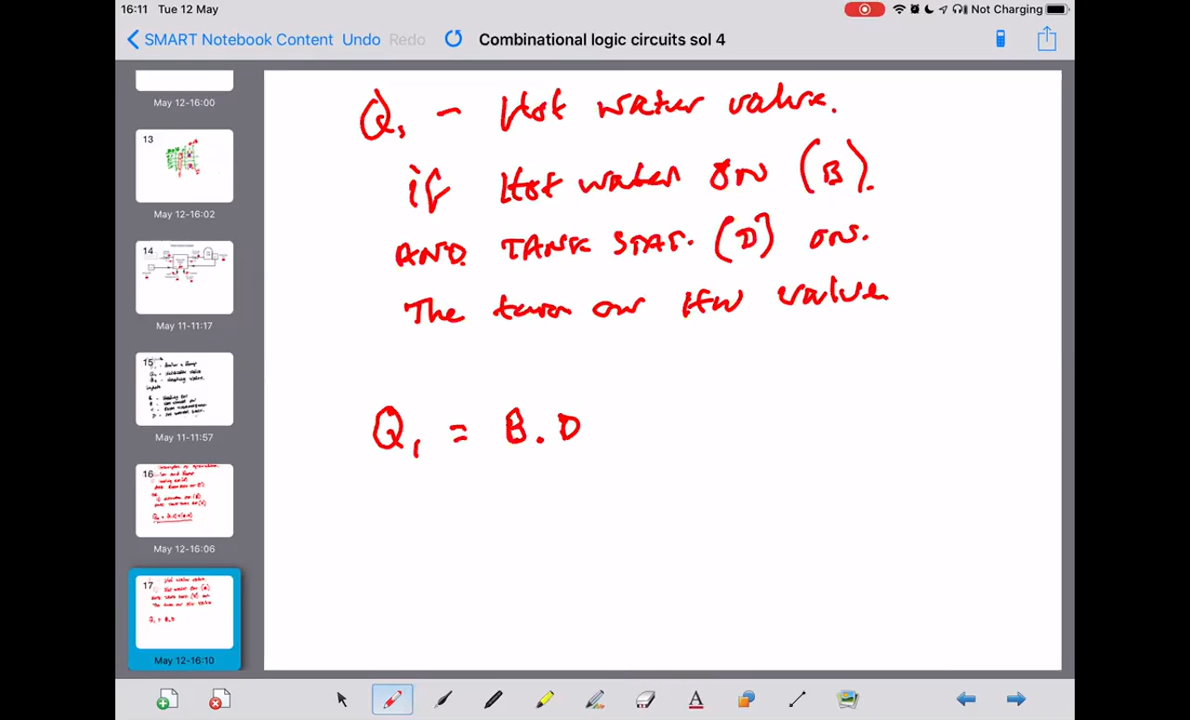 16:11 Tue 12 May
Not Charging
SMART Notebook Content Undo Redo
Combinational logic circuits sol 4
May 12-16:00
13
May 12-16:02
14
May 11-11:17
15
May 11-11:57
16
May 12-16:06
17
May 12-16:10
Q₁ - Hot water valve.
if Hot water ON (B).
AND TANK STAT. (D) ON.
The turn on HW valve
Q₁ = B.D
A